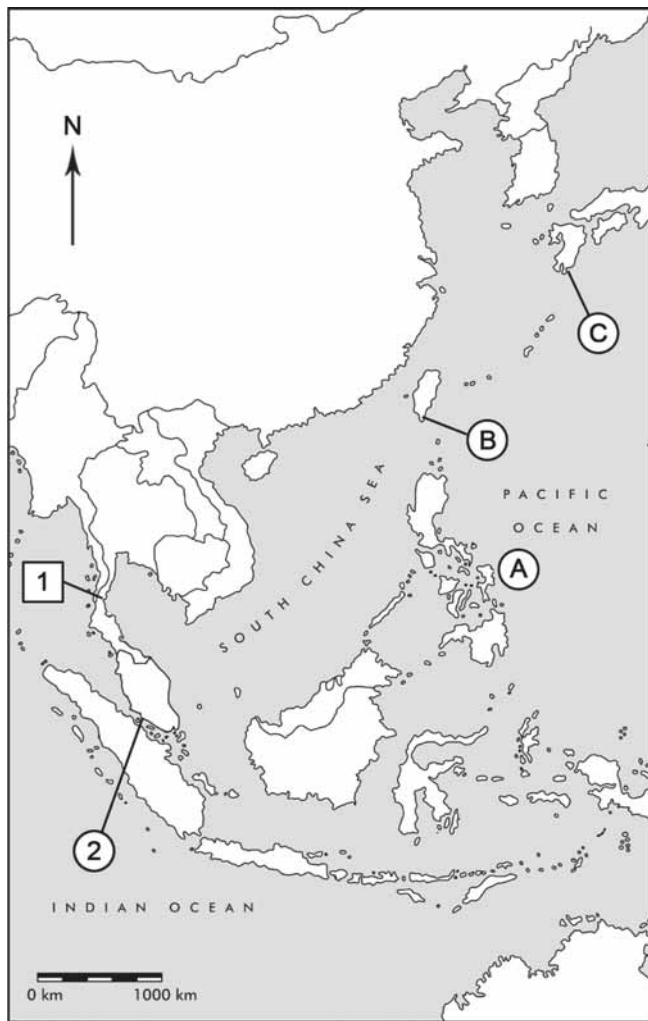 N
C
B
PACIFIC
OCEAN
SOUTH CHINA SEA
A
1
2
INDIAN OCEAN
0 km 1000 km